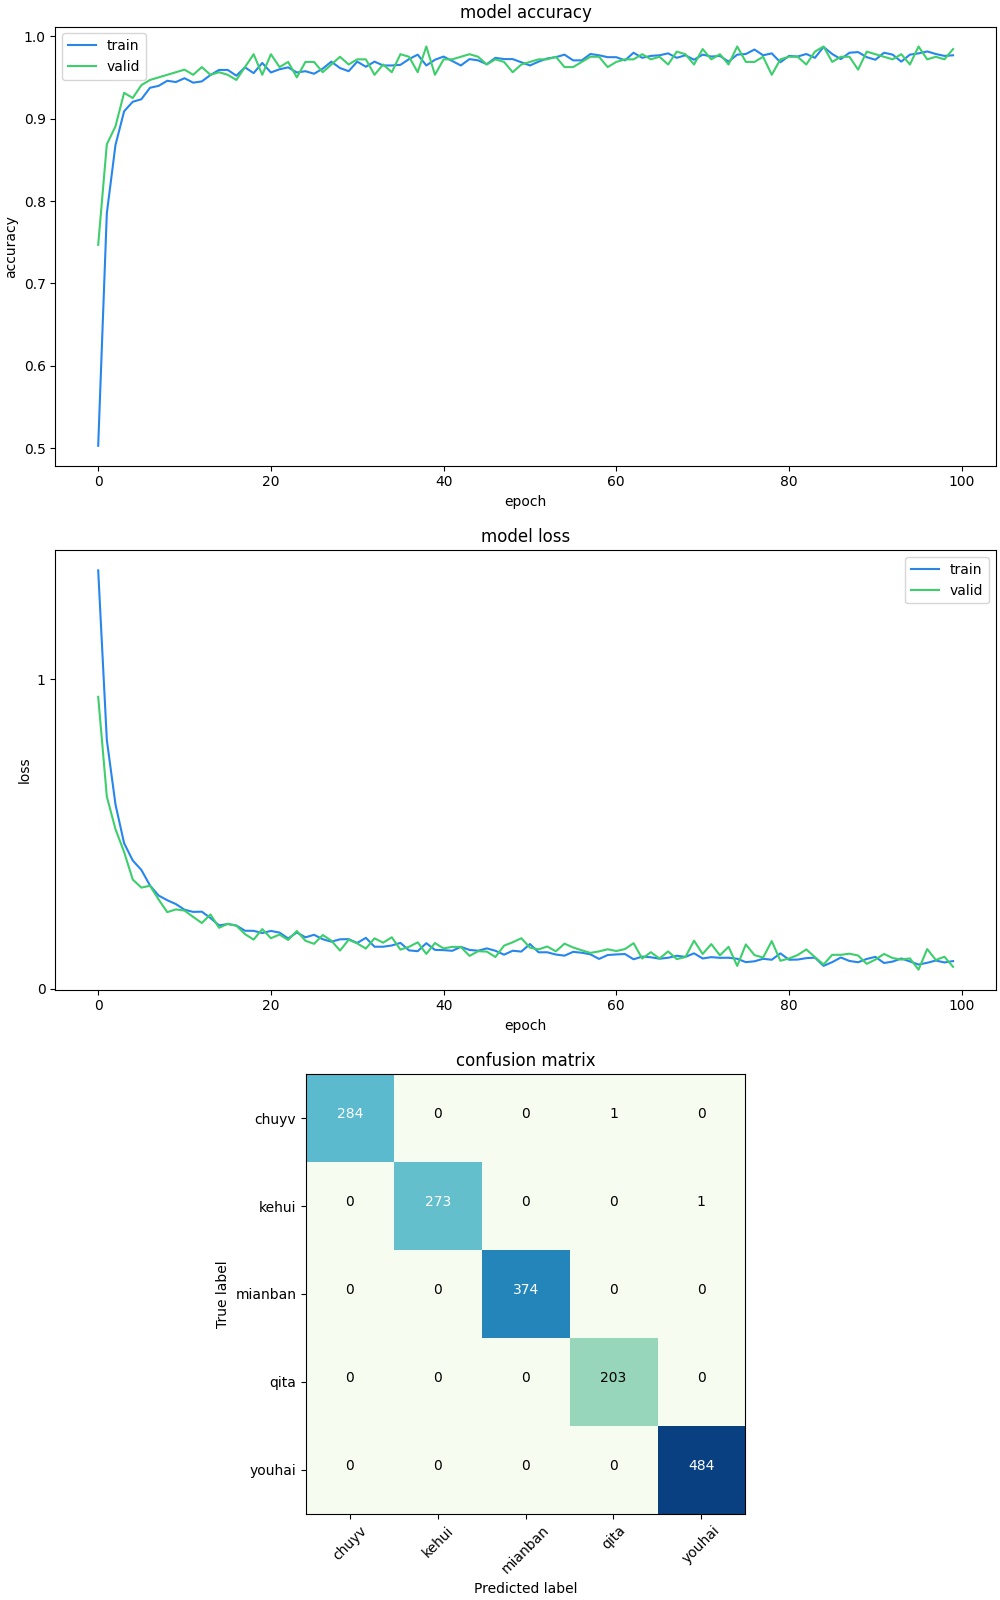 model accuracy
train
valid
1.0
0.9
0.8
0.7
0.6
0.5
accuracy
0 20 40 60 80 100
epoch
model loss
train
valid
1
0
loss
0 20 40 60 80 100
epoch
confusion matrix
chuyv 284 0 0 1 0
kehui 0 273 0 0 1
mianban 0 0 374 0 0
qita 0 0 0 203 0
youhai 0 0 0 0 484
True label
chuyv kehui mianban qita youhai
Predicted label